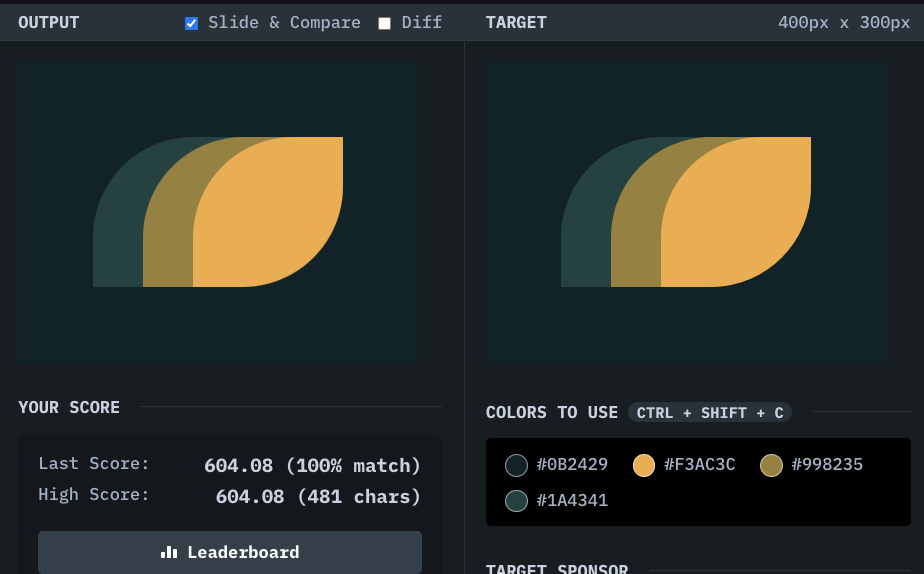 OUTPUT
Slide & Compare
Diff
TARGET
400px x 300px
YOUR SCORE
Last Score: 604.08 (100% match)
High Score: 604.08 (481 chars)
Leaderboard
COLORS TO USE CTRL + SHIFT + C
#0B2429 #F3AC3C #998235
#1A4341
TARGET SPONSOR